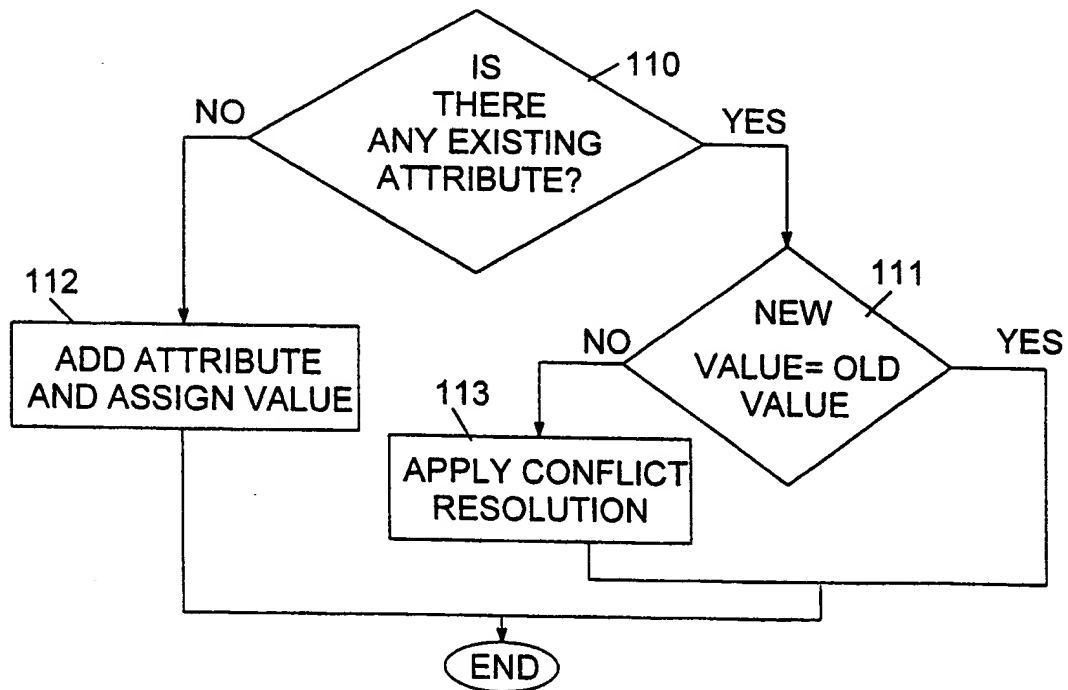 IS
THERE
ANY EXISTING
ATTRIBUTE?
110
NO
YES
112
ADD ATTRIBUTE
AND ASSIGN VALUE
111
NEW
VALUE= OLD
VALUE
NO
YES
113
APPLY CONFLICT
RESOLUTION
END